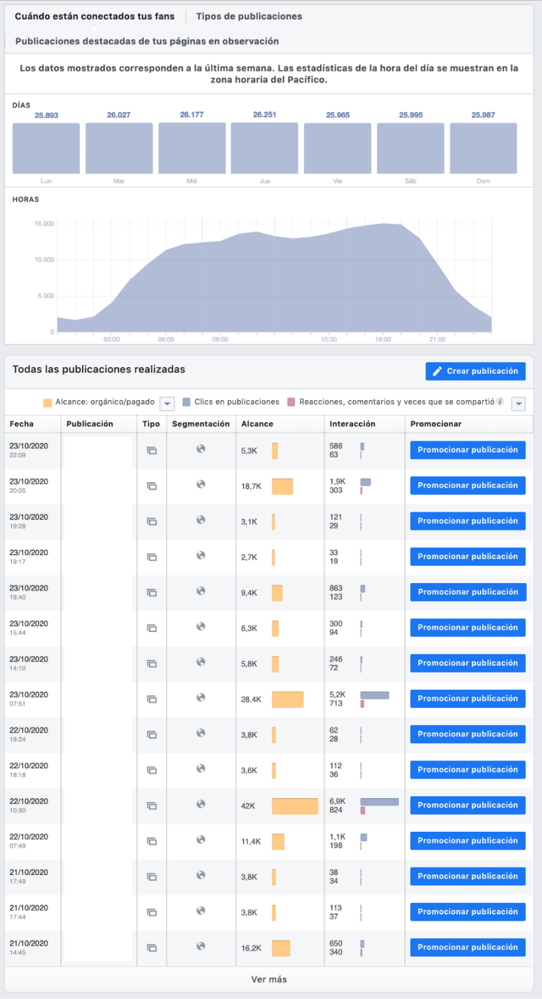 Cuándo están conectados tus fans Tipos de publicaciones
Publicaciones destacadas de tus páginas en observación
Los datos mostrados corresponden a la última semana. Las estadísticas de la hora del día se muestran en la
zona horaria del Pacífico.
DÍAS
25.893 26.027 26.177 26.251 25.965 25.995 25.987
Lun Mar Mié Jue Vie Sáb Dom
HORAS
15.000
10.000
5.000
0
03:00 06:00 09:00 15:00 18:00 21:00
Todas las publicaciones realizadas Crear publicación
Alcance: orgánico/pagado Clics en publicaciones Reacciones, comentarios y veces que se compartió i
Fecha Publicación Tipo Segmentación Alcance Interacción Promocionar
23/10/2020 22:09 5,3K 586 63 Promocionar publicación
23/10/2020 20:05 18,7K 1,9K 303 Promocionar publicación
23/10/2020 19:28 3,1K 121 29 Promocionar publicación
23/10/2020 19:17 2,7K 33 19 Promocionar publicación
23/10/2020 18:40 9,4K 863 123 Promocionar publicación
23/10/2020 15:44 6,3K 300 94 Promocionar publicación
23/10/2020 14:10 5,8K 246 72 Promocionar publicación
23/10/2020 07:51 28,4K 5,2K 713 Promocionar publicación
22/10/2020 18:24 3,8K 62 28 Promocionar publicación
22/10/2020 18:18 3,6K 112 36 Promocionar publicación
22/10/2020 10:30 42K 6,9K 824 Promocionar publicación
22/10/2020 07:49 11,4K 1,1K 198 Promocionar publicación
21/10/2020 17:49 3,8K 38 34 Promocionar publicación
21/10/2020 17:44 3,8K 113 37 Promocionar publicación
21/10/2020 14:45 16,2K 650 340 Promocionar publicación
Ver más